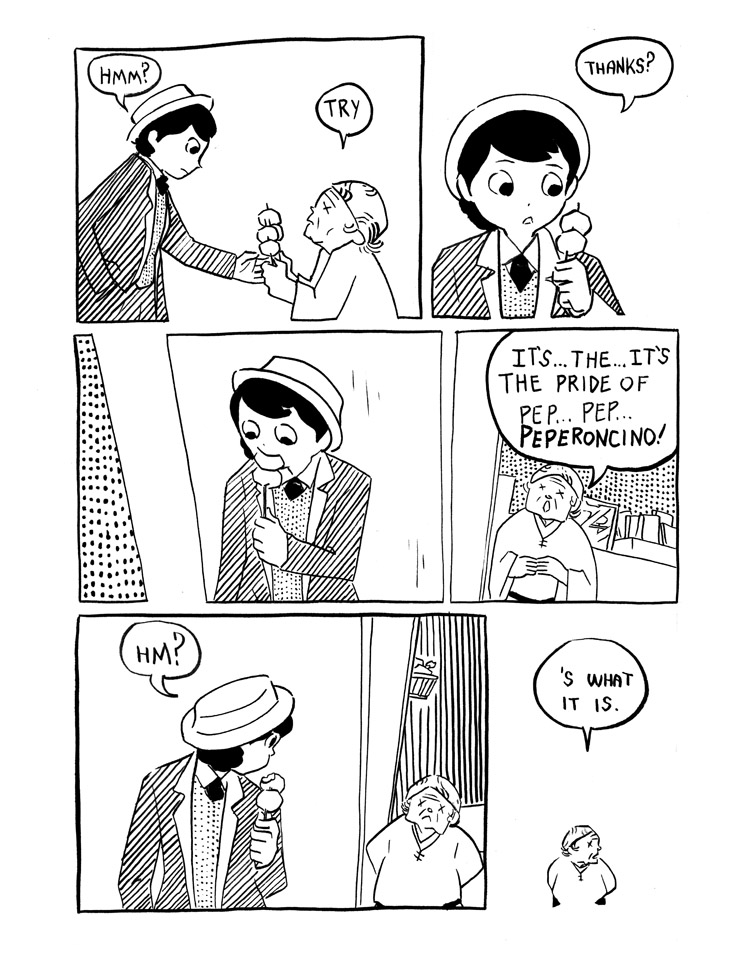 HMM?
TRY
THANKS?
IT'S... THE... IT'S
THE PRIDE OF
PEP... PEP...
PEPERONCINO!
HM?
'S WHAT
IT IS.